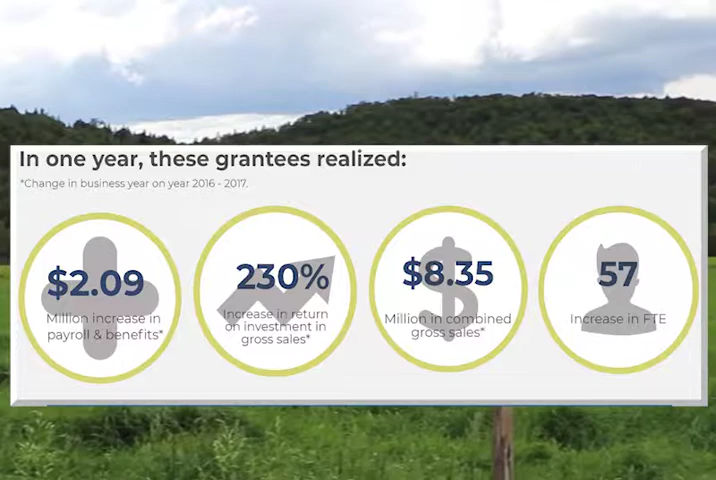 In one year, these grantees realized:
*Change in business year on year 2016 - 2017.
$2.09
Million increase in
payroll & benefits*
230%
Increase in return
on investment in
gross sales*
$8.35
Million in combined
gross sales*
57
Increase in FTE